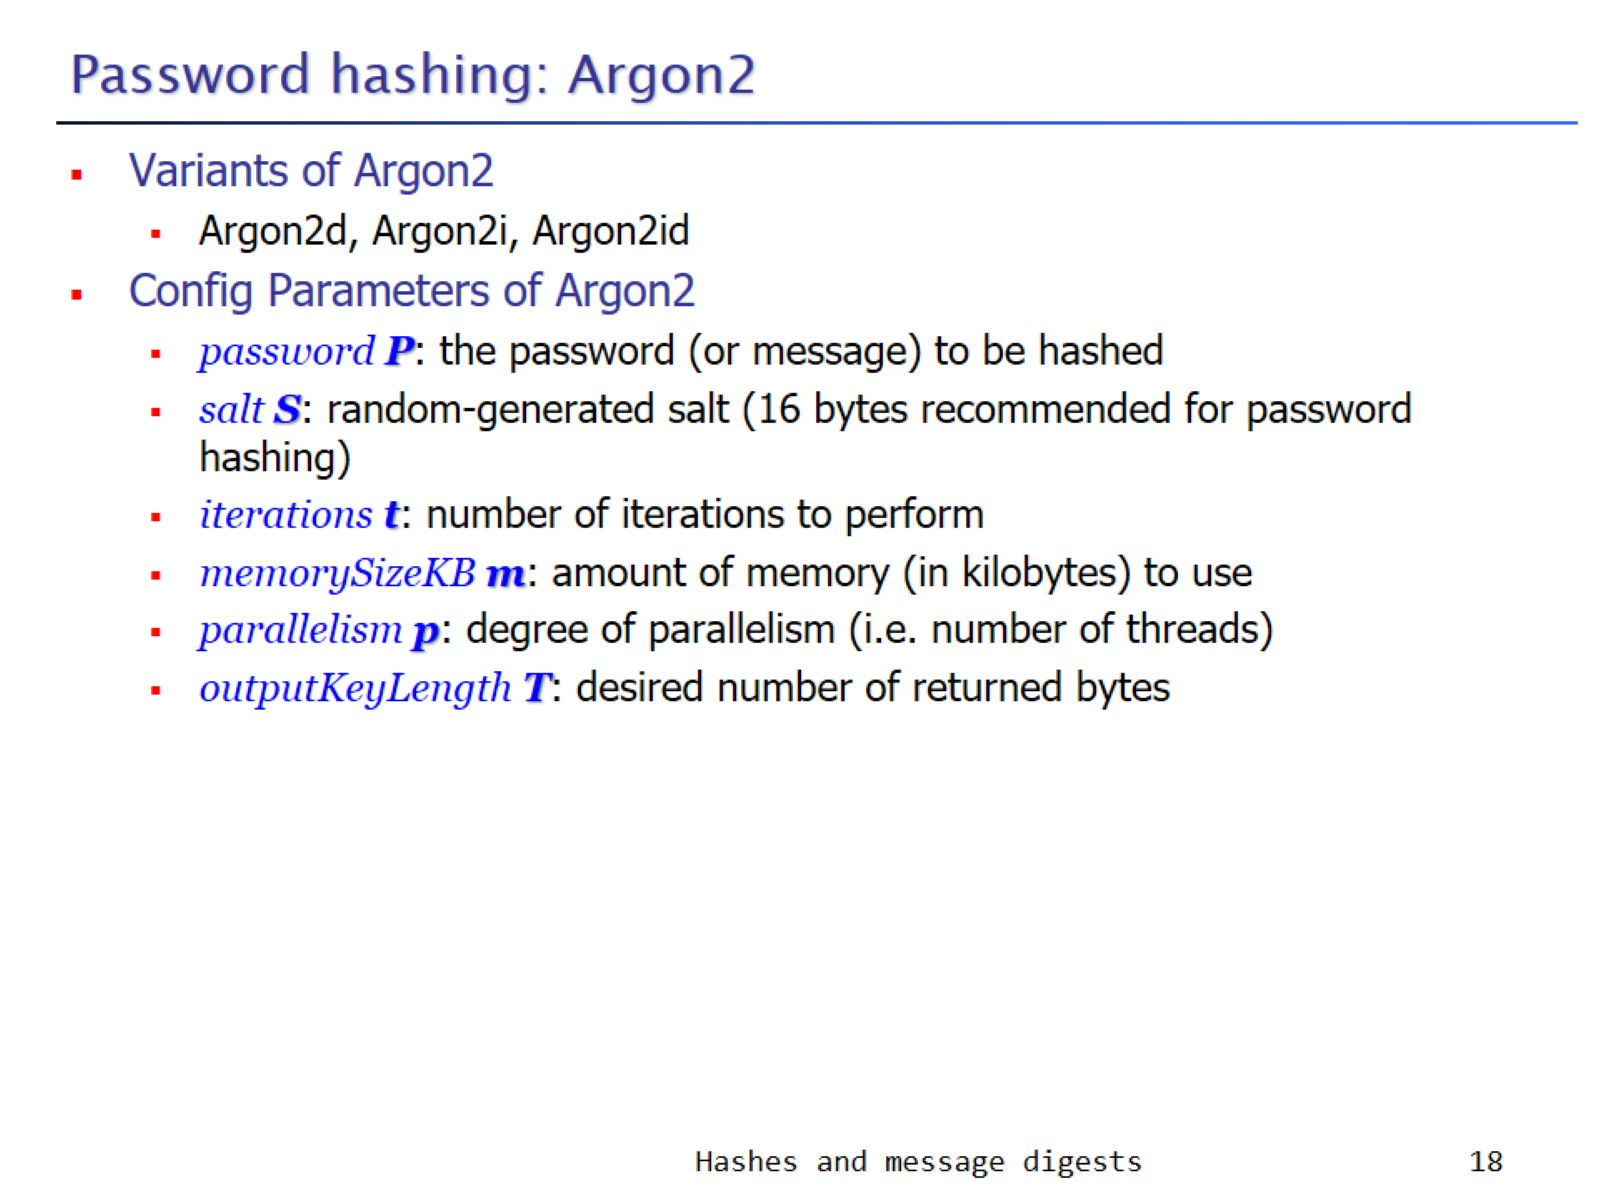 Password hashing: Argon2
Variants of Argon2
Argon2d, Argon2i, Argon2id
Config Parameters of Argon2
password P: the password (or message) to be hashed
salt S: random-generated salt (16 bytes recommended for password
hashing)
iterations t: number of iterations to perform
memorySizeKB m: amount of memory (in kilobytes) to use
parallelism p: degree of parallelism (i.e. number of threads)
outputKeyLength T: desired number of returned bytes
Hashes and message digests 18